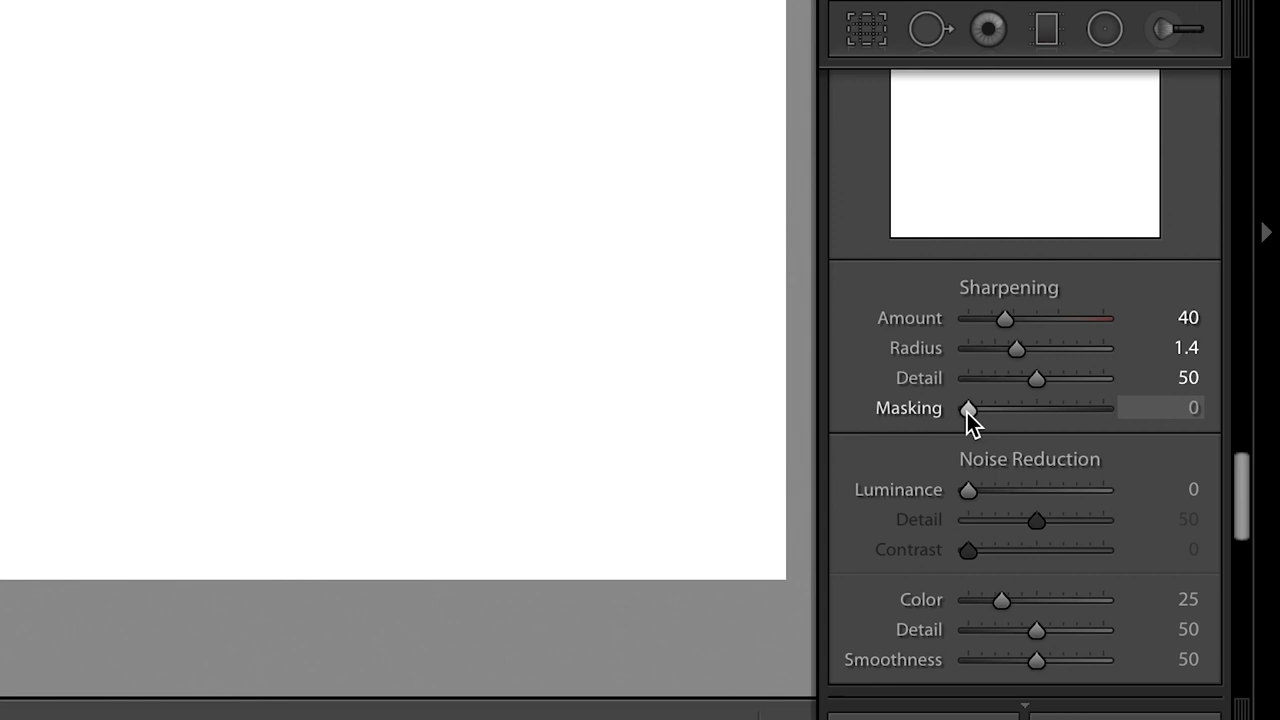 Sharpening
Amount 40
Radius 1.4
Detail 50
Masking 0
Noise Reduction
Luminance 0
Detail 50
Contrast 0
Color 25
Detail 50
Smoothness 50